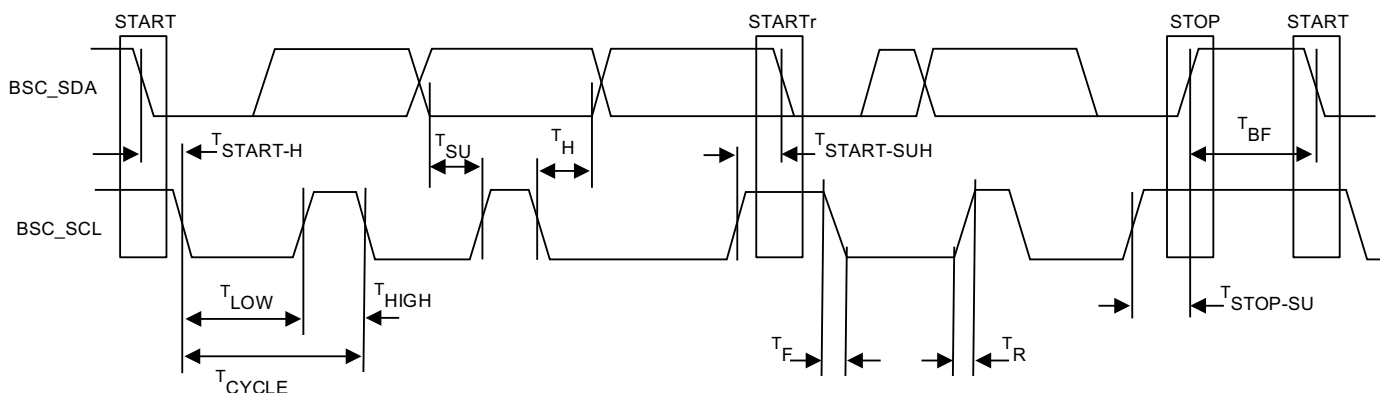 START STARTr STOP START
BSC_SDA
TSTART-H TSU TH TSTART-SUH TBF
BSC_SCL
TLOW THIGH TSTOP-SU
TF TR
TCYCLE